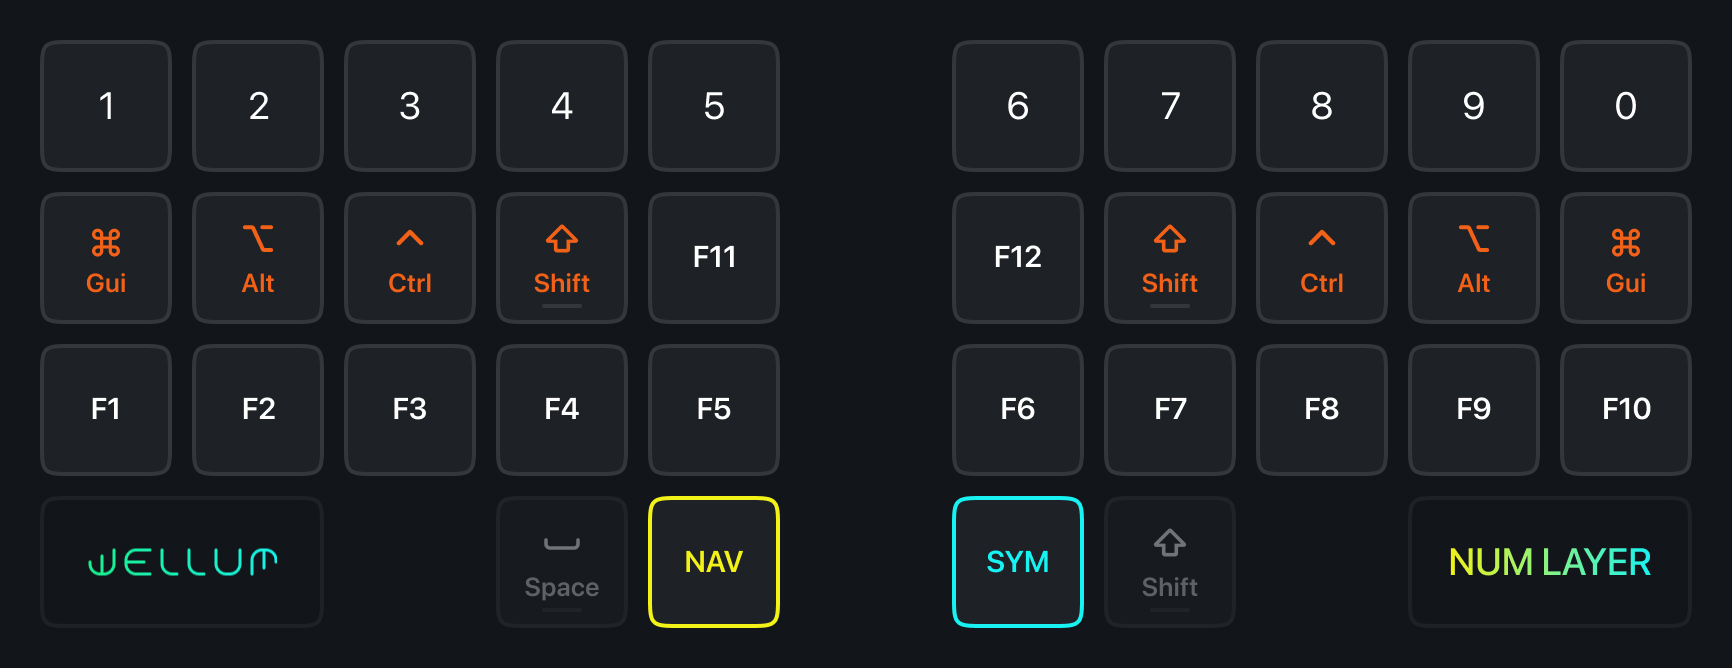 1 2 3 4 5 6 7 8 9 0
⌘ ⌥ ⌃ ⇧ ⇧ ⌃ ⌥ ⌘
Gui Alt Ctrl Shift F11 F12 Shift Ctrl Alt Gui
F1 F2 F3 F4 F5 F6 F7 F8 F9 F10
WELLUM Space NAV SYM Shift NUM LAYER